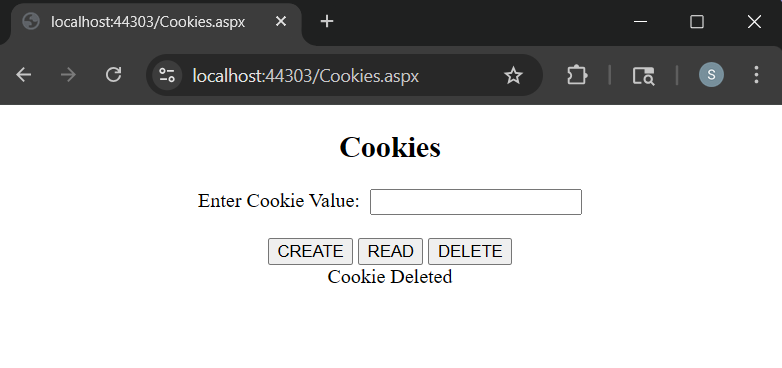 localhost:44303/Cookies.aspx
localhost:44303/Cookies.aspx
S
Cookies
Enter Cookie Value:
CREATE READ DELETE
Cookie Deleted